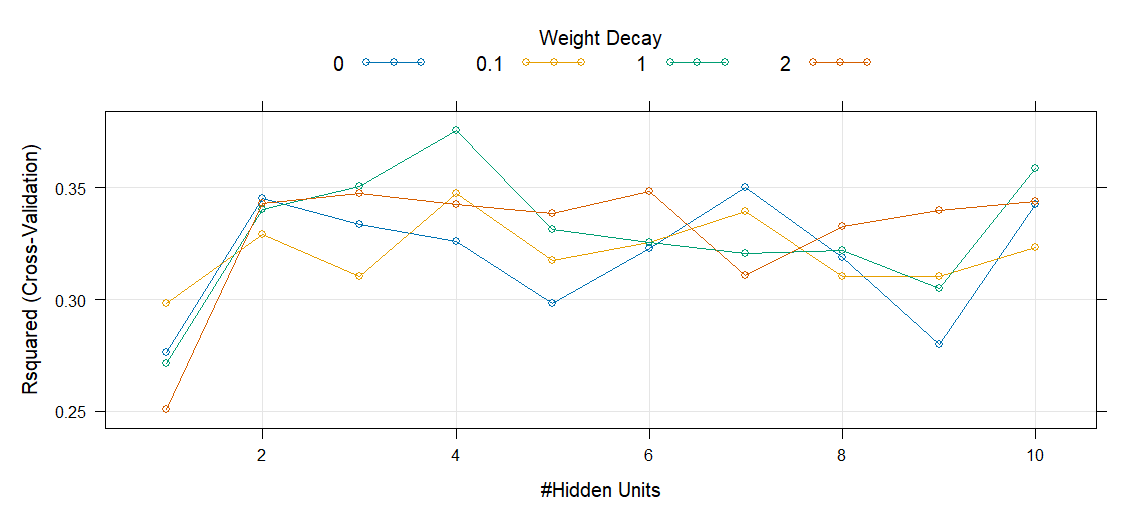 Weight Decay
0 0.1 1 2
Rsquared (Cross-Validation)
0.35
0.30
0.25
2 4 6 8 10
#Hidden Units